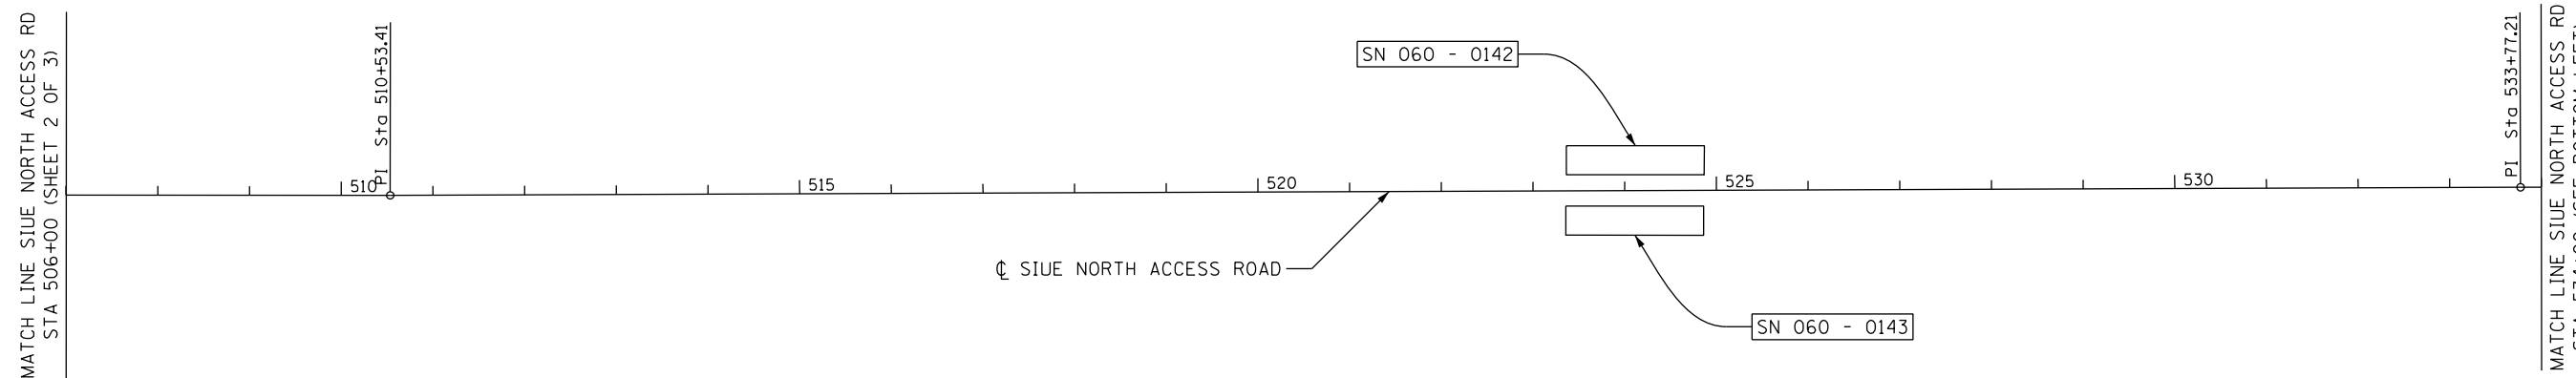 MATCH LINE SIUE NORTH ACCESS RD
STA 506+00 (SHEET 2 OF 3)
PI Sta 510+53.41
SN 060 - 0142
PI Sta 533+77.21
510
515
520
525
530
℄ SIUE NORTH ACCESS ROAD
SN 060 - 0143
MATCH LINE SIUE NORTH ACCESS RD